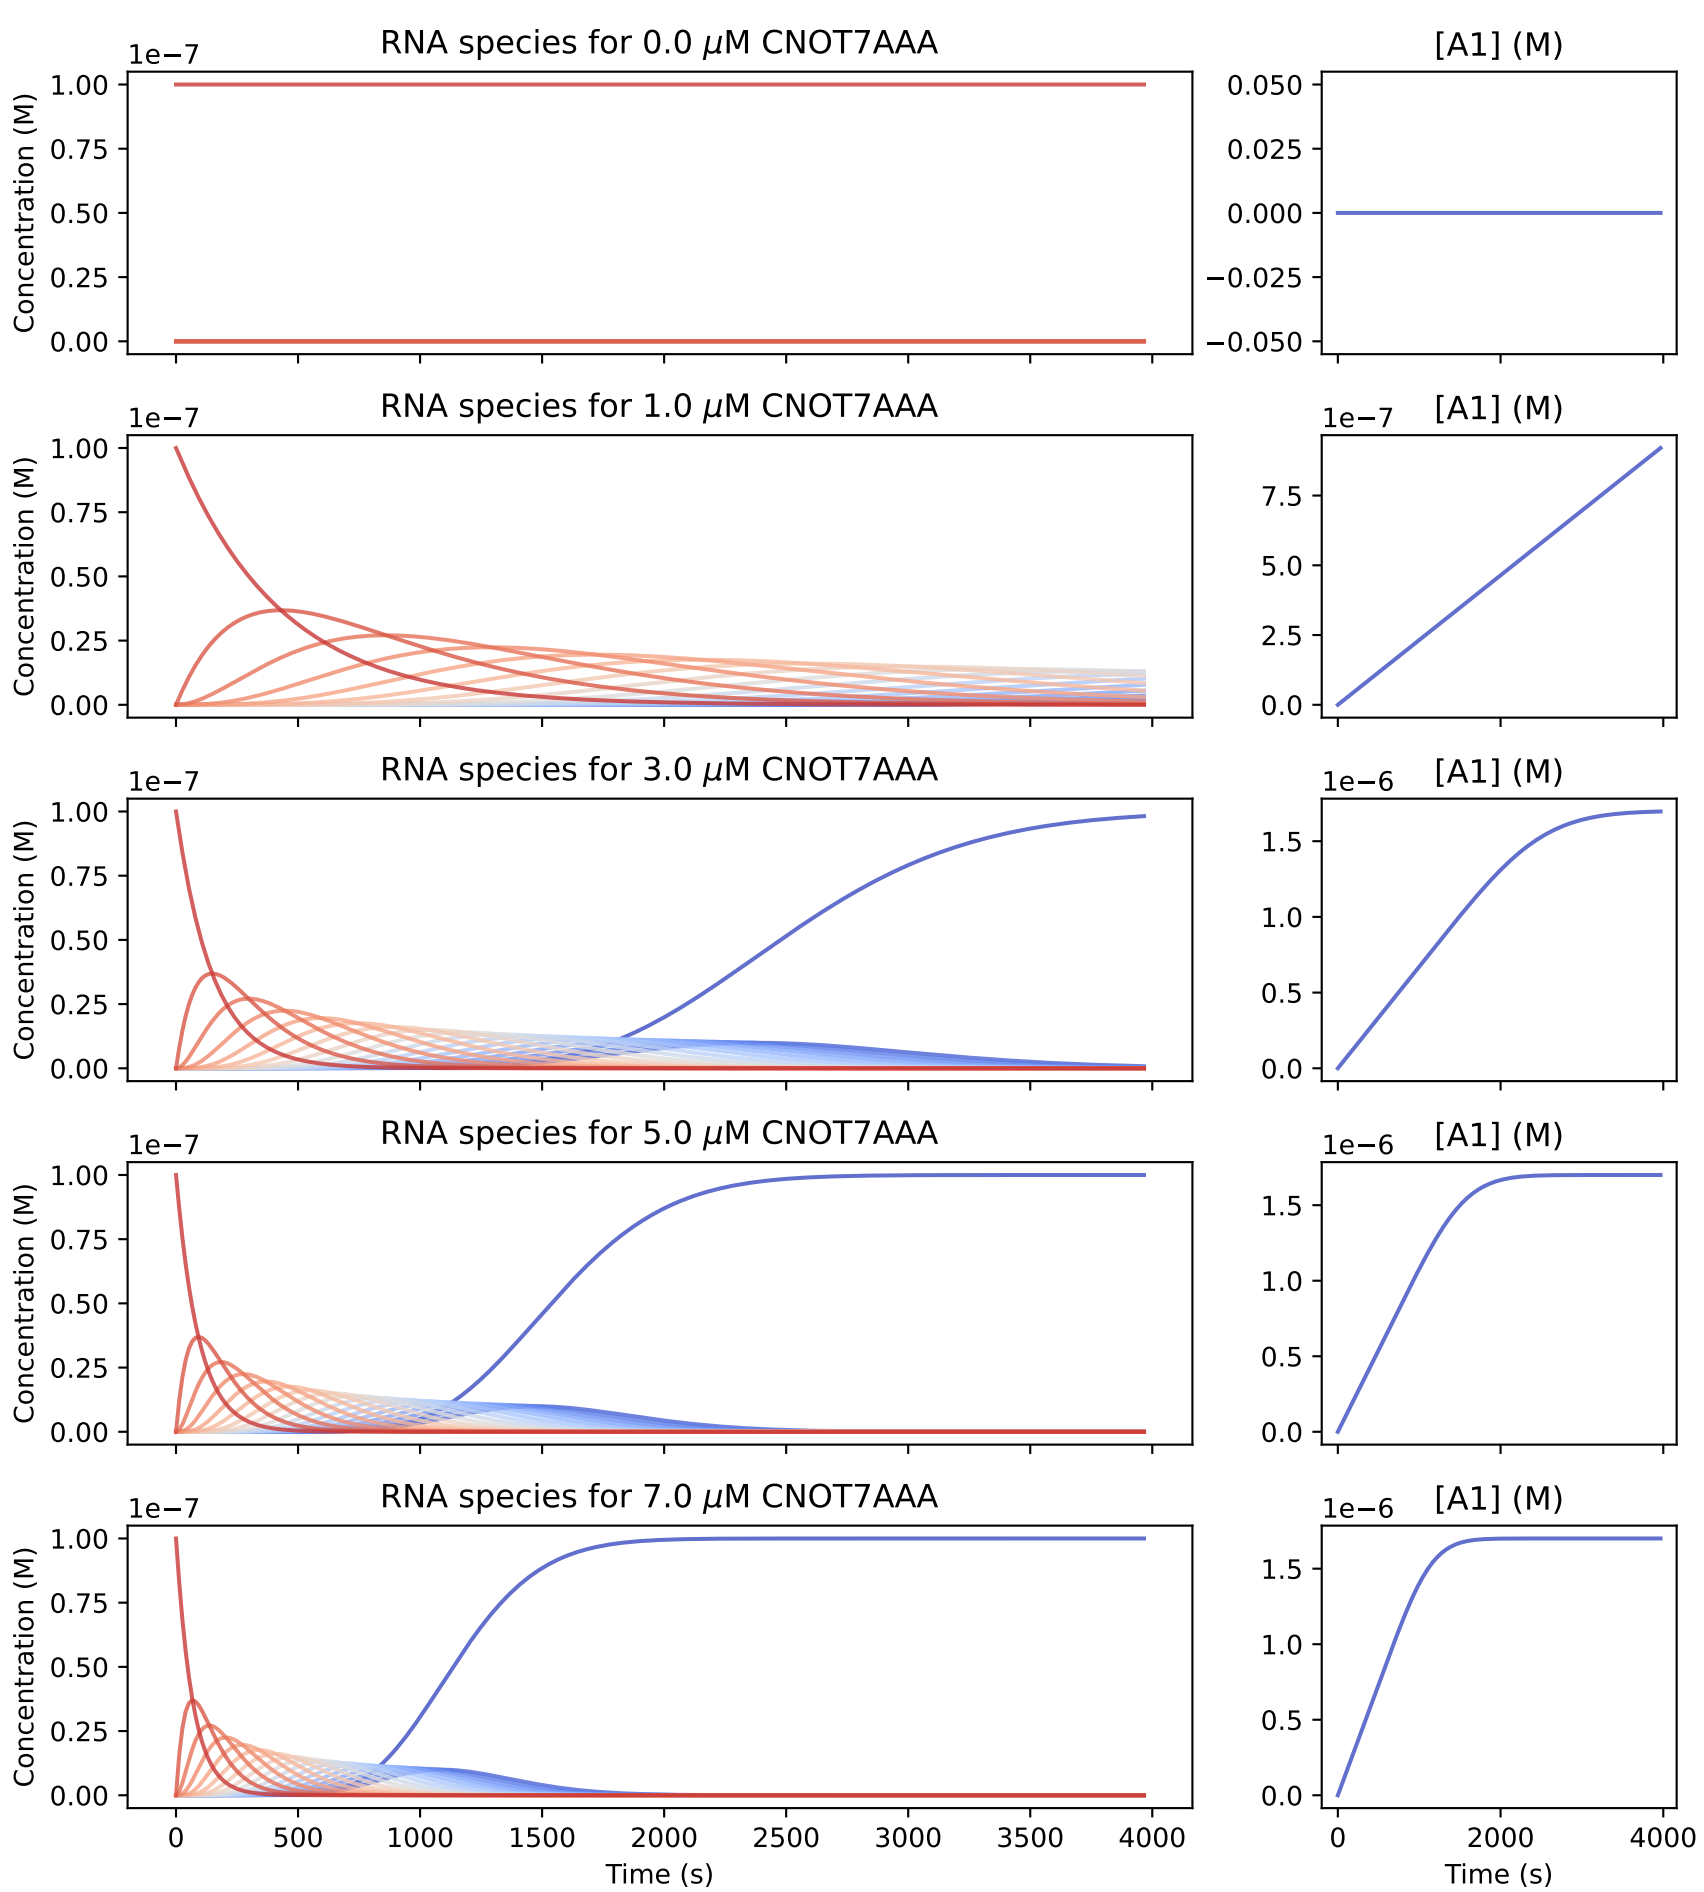 RNA species for 0.0 μM CNOT7AAA
1e−7
Concentration (M)
1.00
0.75
0.50
0.25
0.00
[A1] (M)
0.050
0.025
0.000
−0.025
−0.050
RNA species for 1.0 μM CNOT7AAA
1e−7
Concentration (M)
1.00
0.75
0.50
0.25
0.00
[A1] (M)
1e−7
7.5
5.0
2.5
0.0
RNA species for 3.0 μM CNOT7AAA
1e−7
Concentration (M)
1.00
0.75
0.50
0.25
0.00
[A1] (M)
1e−6
1.5
1.0
0.5
0.0
RNA species for 5.0 μM CNOT7AAA
1e−7
Concentration (M)
1.00
0.75
0.50
0.25
0.00
[A1] (M)
1e−6
1.5
1.0
0.5
0.0
RNA species for 7.0 μM CNOT7AAA
1e−7
Concentration (M)
1.00
0.75
0.50
0.25
0.00
0 500 1000 1500 2000 2500 3000 3500 4000
Time (s)
[A1] (M)
1e−6
1.5
1.0
0.5
0.0
0 2000 4000
Time (s)